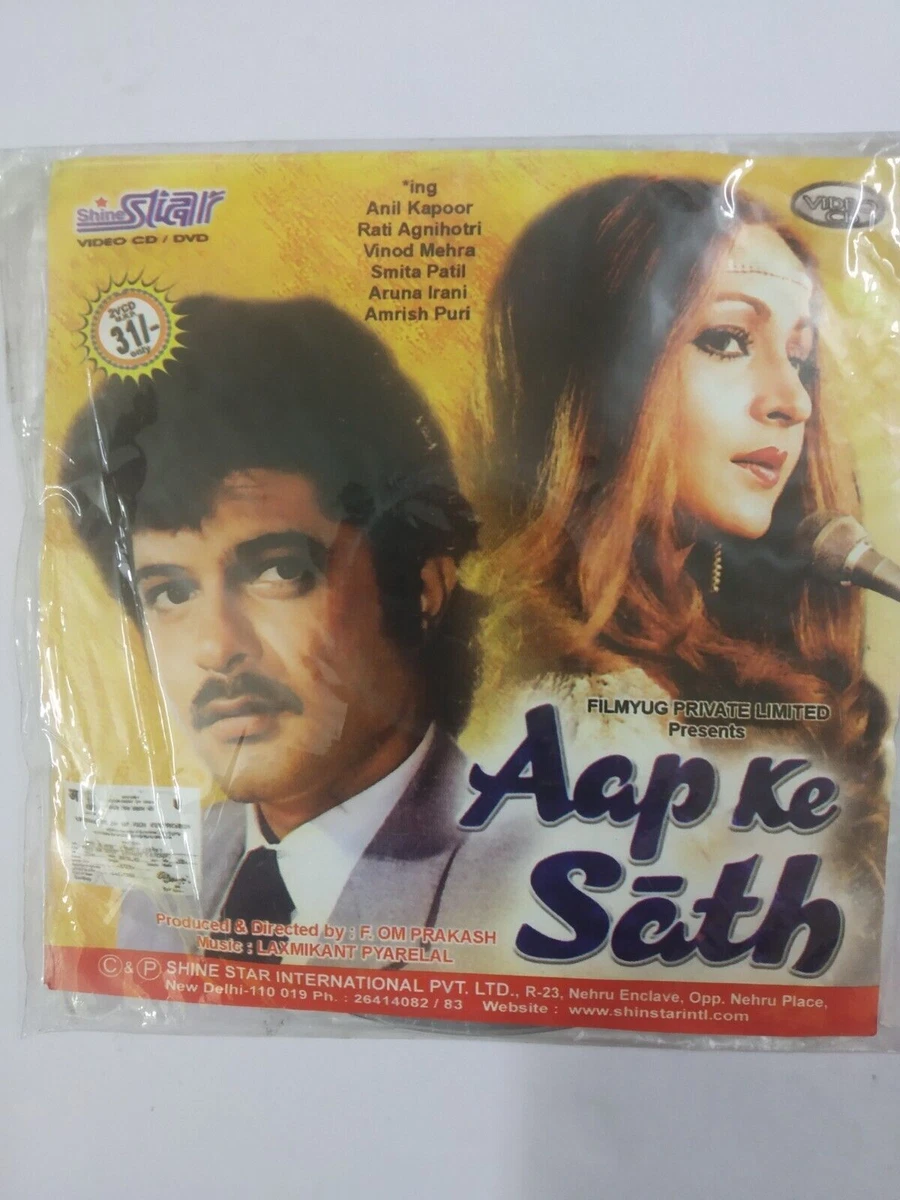 Shine Star
VIDEO CD / DVD
*ing
Anil Kapoor
Rati Agnihotri
Vinod Mehra
Smita Patil
Aruna Irani
Amrish Puri
VIDEO CD
2VCD
M.R.P.
31/-
only
FILMYUG PRIVATE LIMITED
Presents
Aap Ke
Sāth
Produced & Directed by : F. OM PRAKASH
Music : LAXMIKANT PYARELAL
© & Ⓟ SHINE STAR INTERNATIONAL PVT. LTD., R-23, Nehru Enclave, Opp. Nehru Place,
New Delhi-110 019 Ph. : 26414082 / 83 Website : www.shinstarintl.com